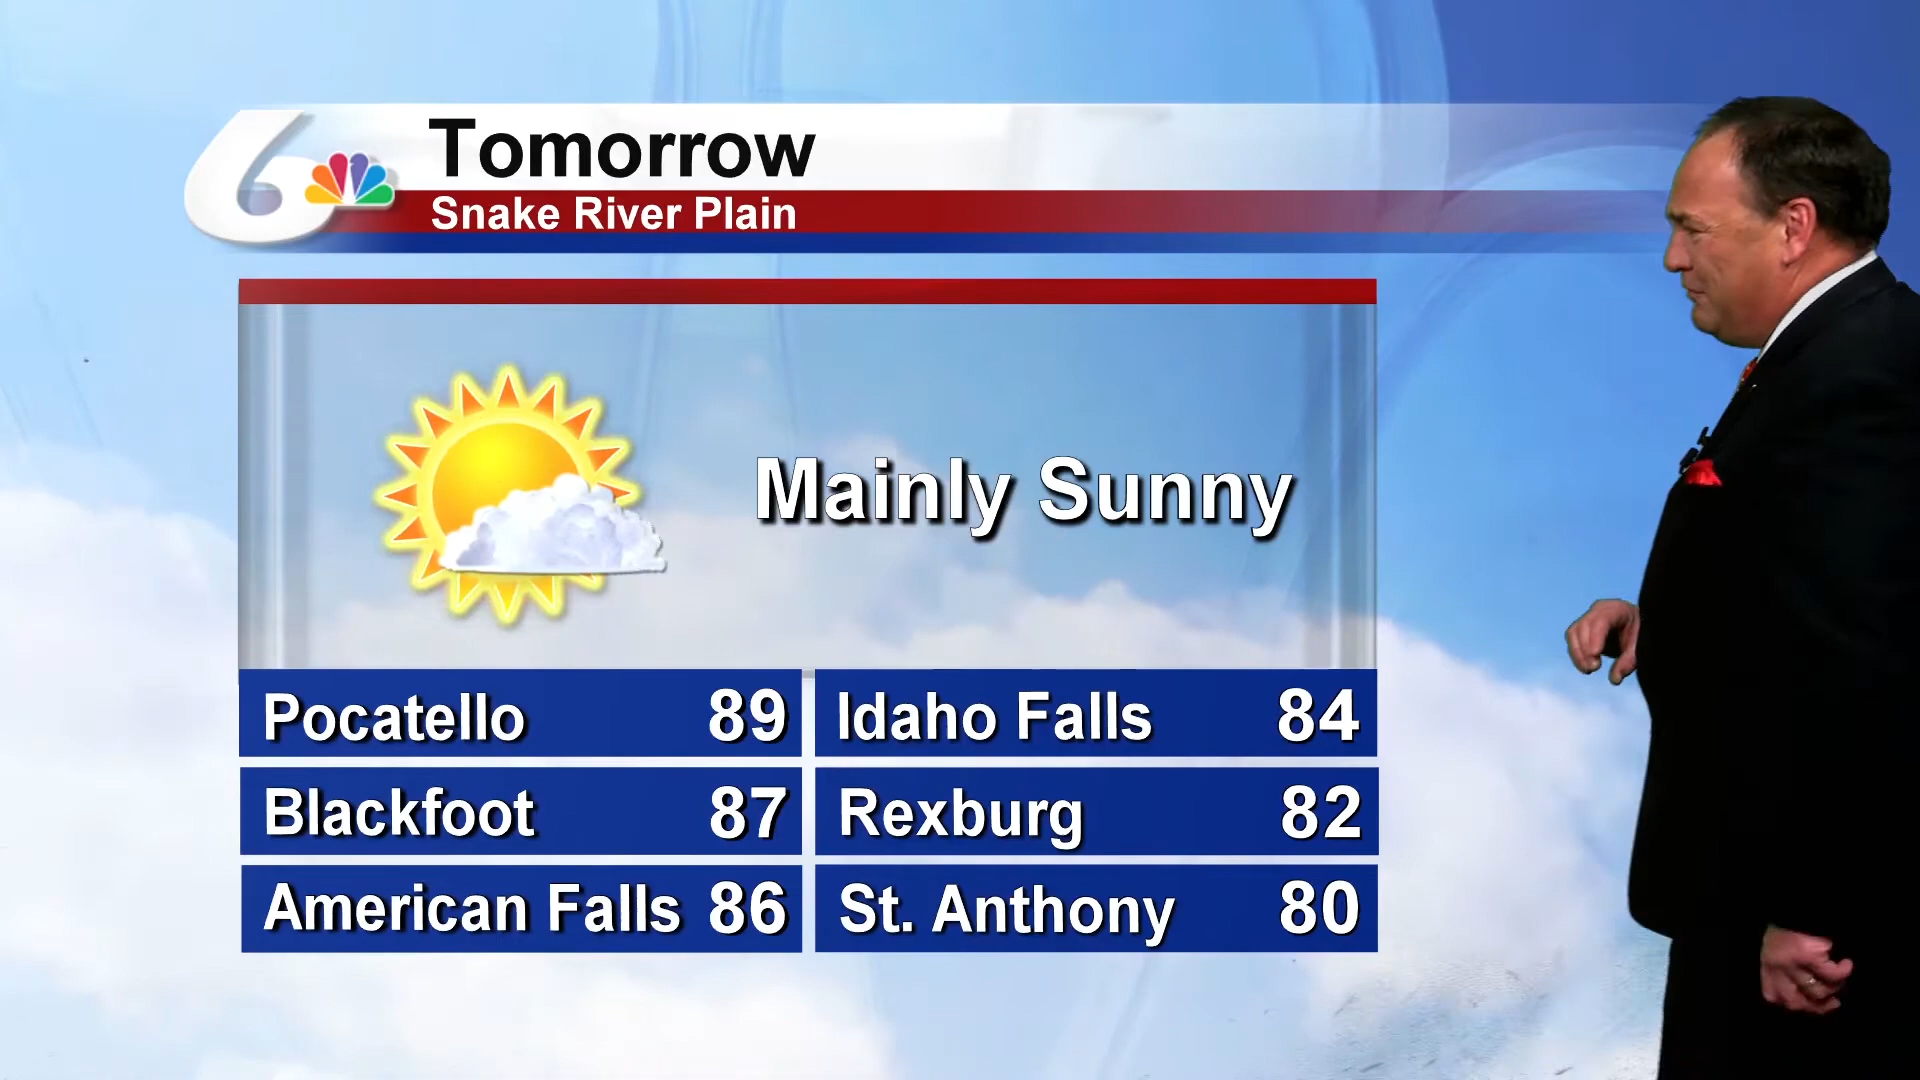 6
Tomorrow
Snake River Plain
Mainly Sunny
Pocatello 89
Idaho Falls 84
Blackfoot 87
Rexburg 82
American Falls 86
St. Anthony 80